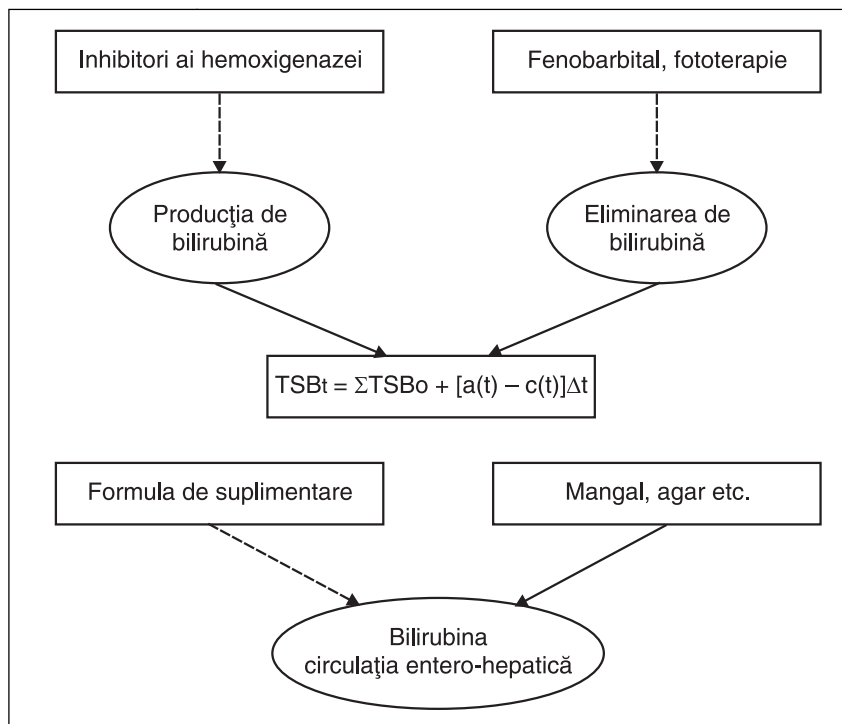 Inhibitori ai hemoxigenazei
Fenobarbital, fototerapie
Producţia de
bilirubină
Eliminarea de
bilirubină
TSBt = ΣTSBo + [a(t) – c(t)]Δt
Formula de suplimentare
Mangal, agar etc.
Bilirubina
circulaţia entero-hepatică